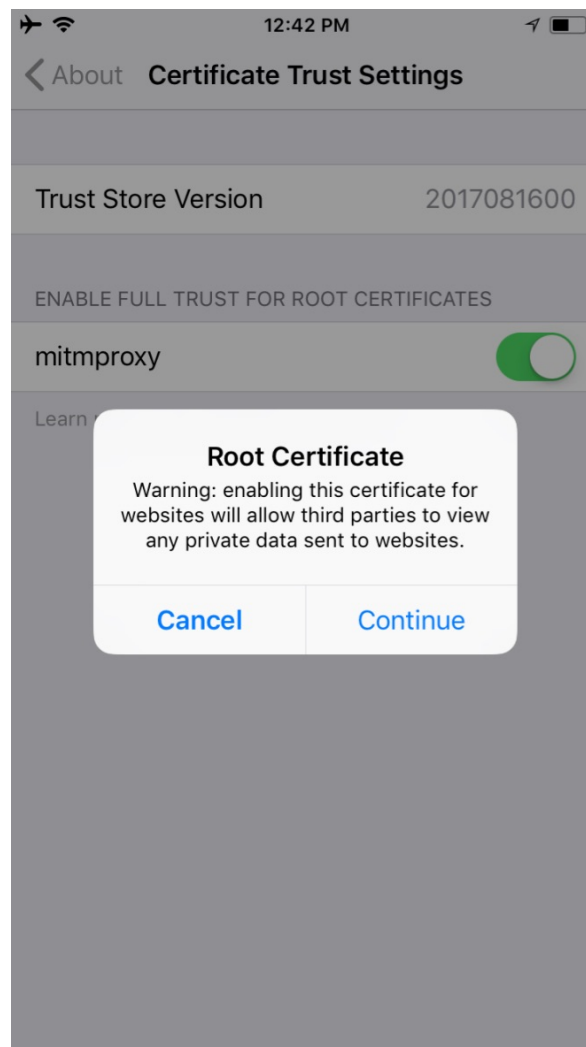 12:42 PM
About Certificate Trust Settings
Trust Store Version 2017081600
ENABLE FULL TRUST FOR ROOT CERTIFICATES
mitmproxy
Learn
Root Certificate
Warning: enabling this certificate for
websites will allow third parties to view
any private data sent to websites.
Cancel Continue